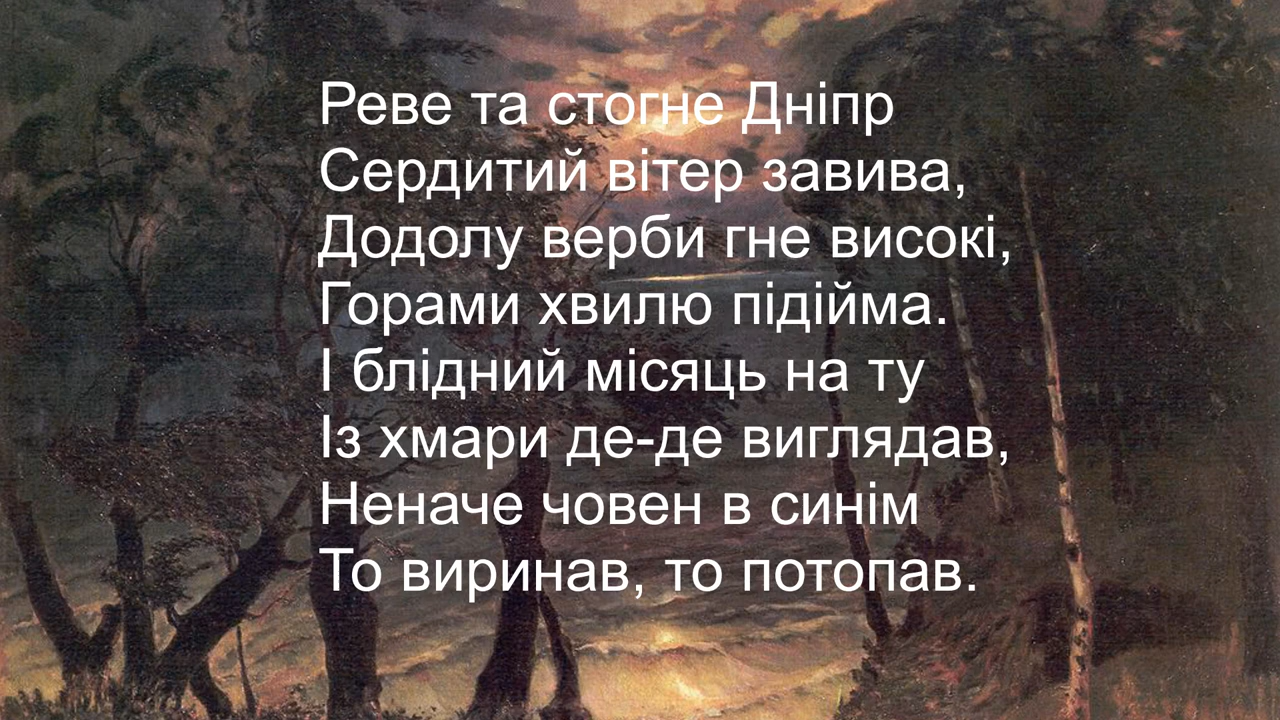 Реве та стогне Дніпр
Сердитий вітер завива,
Додолу верби гне високі,
Горами хвилю підійма.
І блідний місяць на ту
Із хмари де-де виглядав,
Неначе човен в синім
То виринав, то потопав.